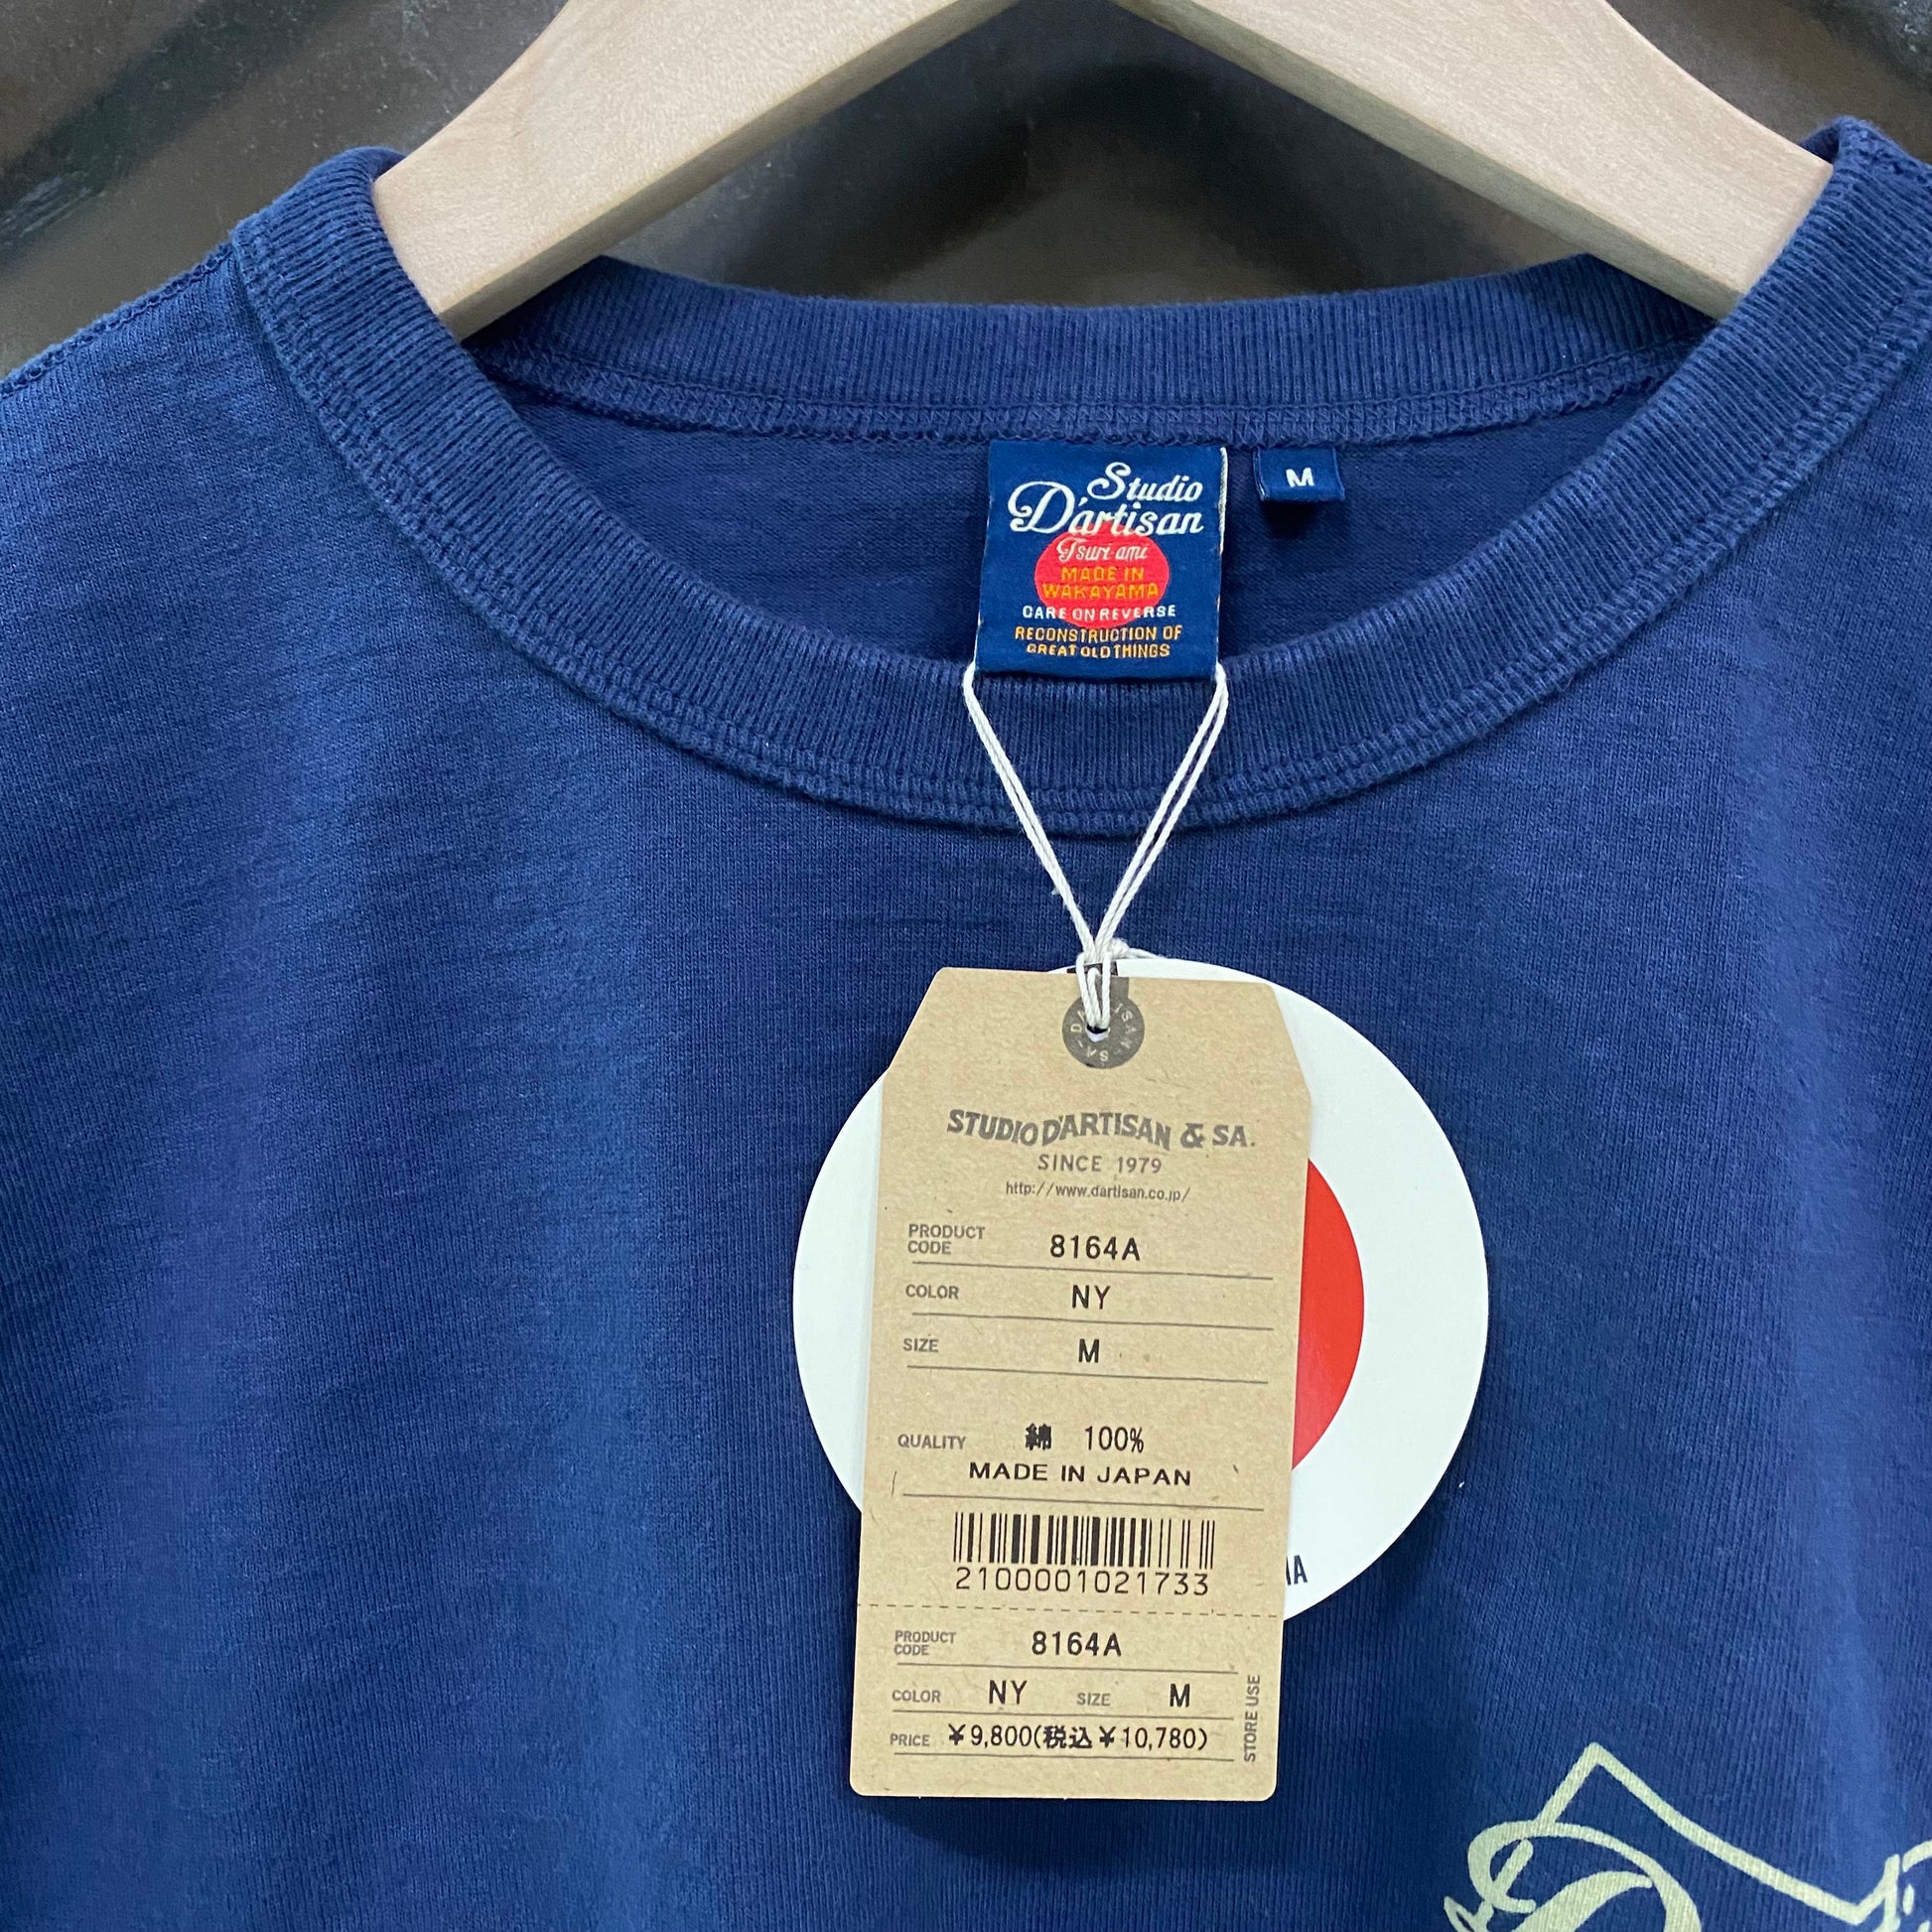 Studio
D'artisan
Tsuri ami
MADE IN
WAKAYAMA
CARE ON REVERSE
RECONSTRUCTION OF
GREAT OLD THINGS
M
STUDIO D'ARTISAN & SA.
SINCE 1979
http://www.dartisan.co.jp/
PRODUCT CODE 8164A
COLOR NY
SIZE M
QUALITY 綿 100%
MADE IN JAPAN
2100001021733
PRODUCT CODE 8164A
COLOR NY SIZE M
PRICE ¥9,800(税込¥10,780)
STORE USE